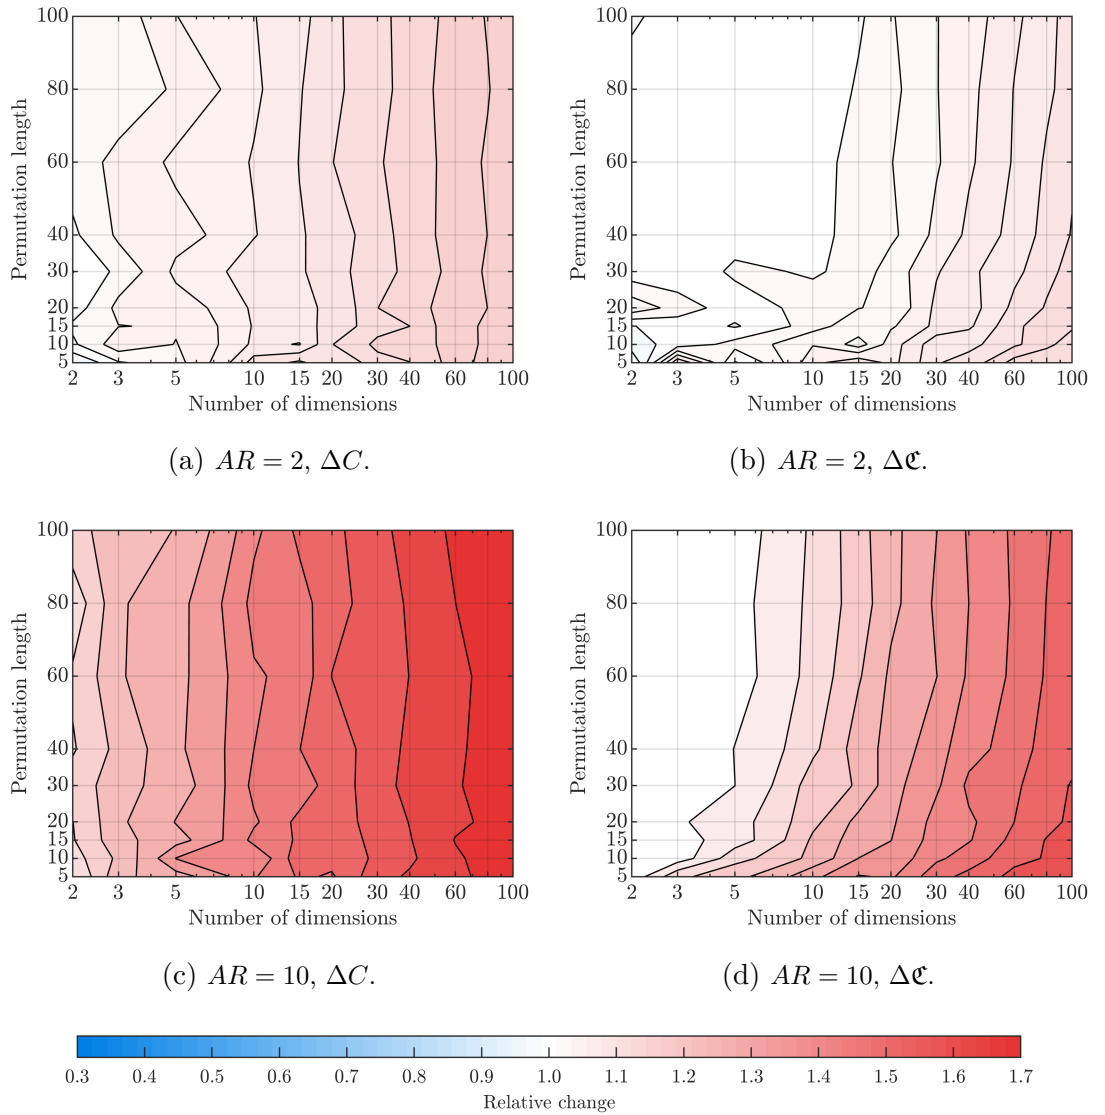 100
80
60
40
30
20
15
10
5
Permutation length
2 3 5 10 15 20 30 40 60 100
Number of dimensions
(a) AR = 2, ΔC.
100
80
60
40
30
20
15
10
5
Permutation length
2 3 5 10 15 20 30 40 60 100
Number of dimensions
(b) AR = 2, Δℭ.
100
80
60
40
30
20
15
10
5
Permutation length
2 3 5 10 15 20 30 40 60 100
Number of dimensions
(c) AR = 10, ΔC.
100
80
60
40
30
20
15
10
5
Permutation length
2 3 5 10 15 20 30 40 60 100
Number of dimensions
(d) AR = 10, Δℭ.
0.3 0.4 0.5 0.6 0.7 0.8 0.9 1.0 1.1 1.2 1.3 1.4 1.5 1.6 1.7
Relative change